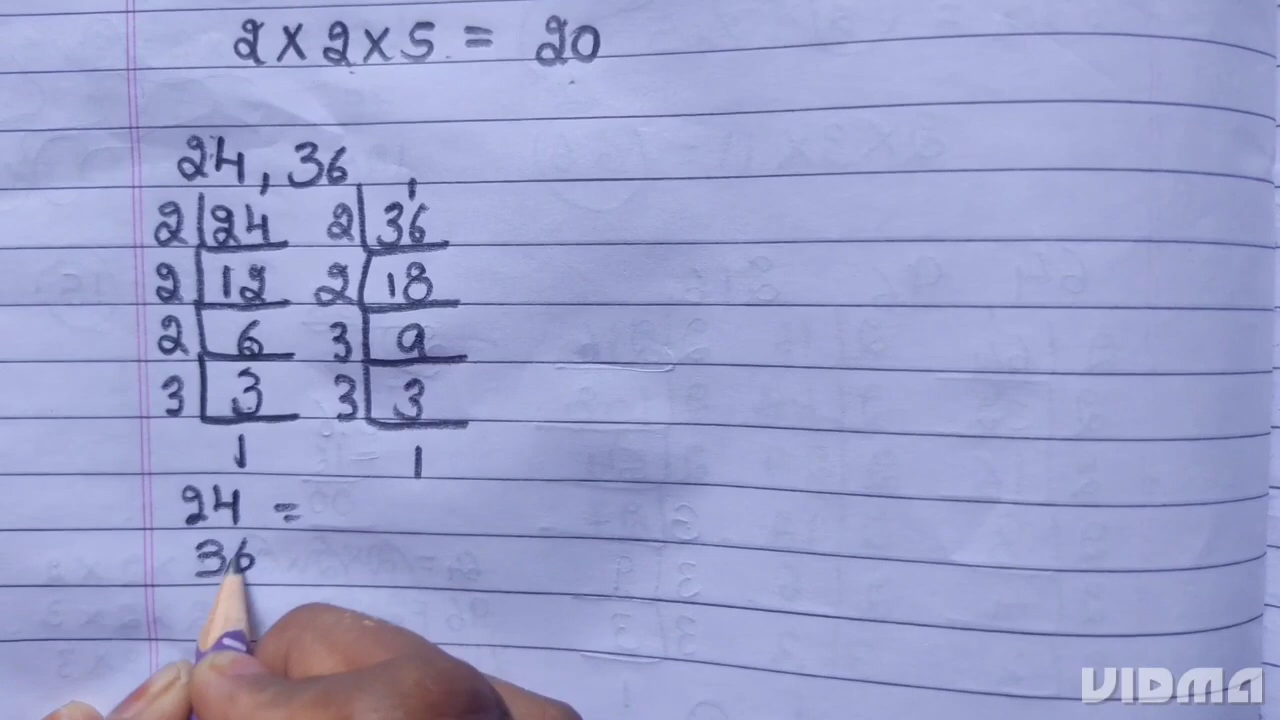 2 × 2 × 5 = 20
24, 36
2 24 2 36
2 12 2 18
2 6 3 9
3 3 3 3
1 1
24 =
36
VIDMA